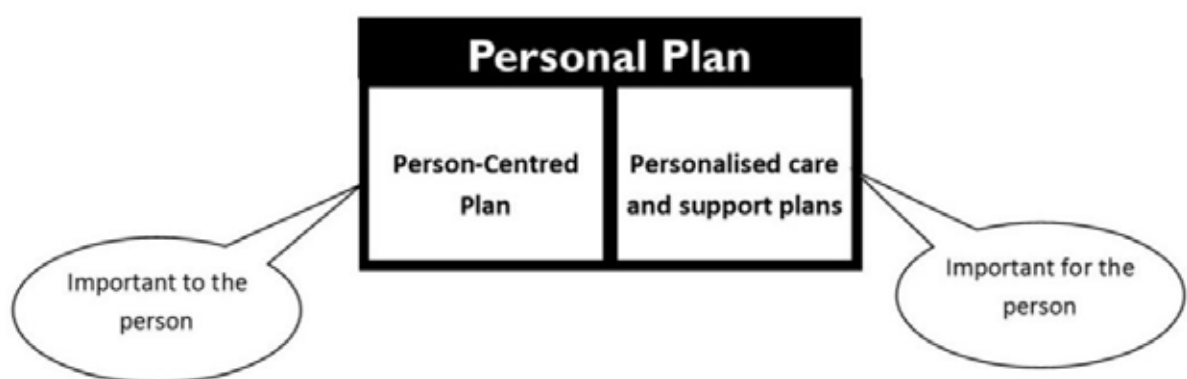 Personal Plan
Person-Centred
Plan
Personalised care
and support plans
Important to the
person
Important for the
person